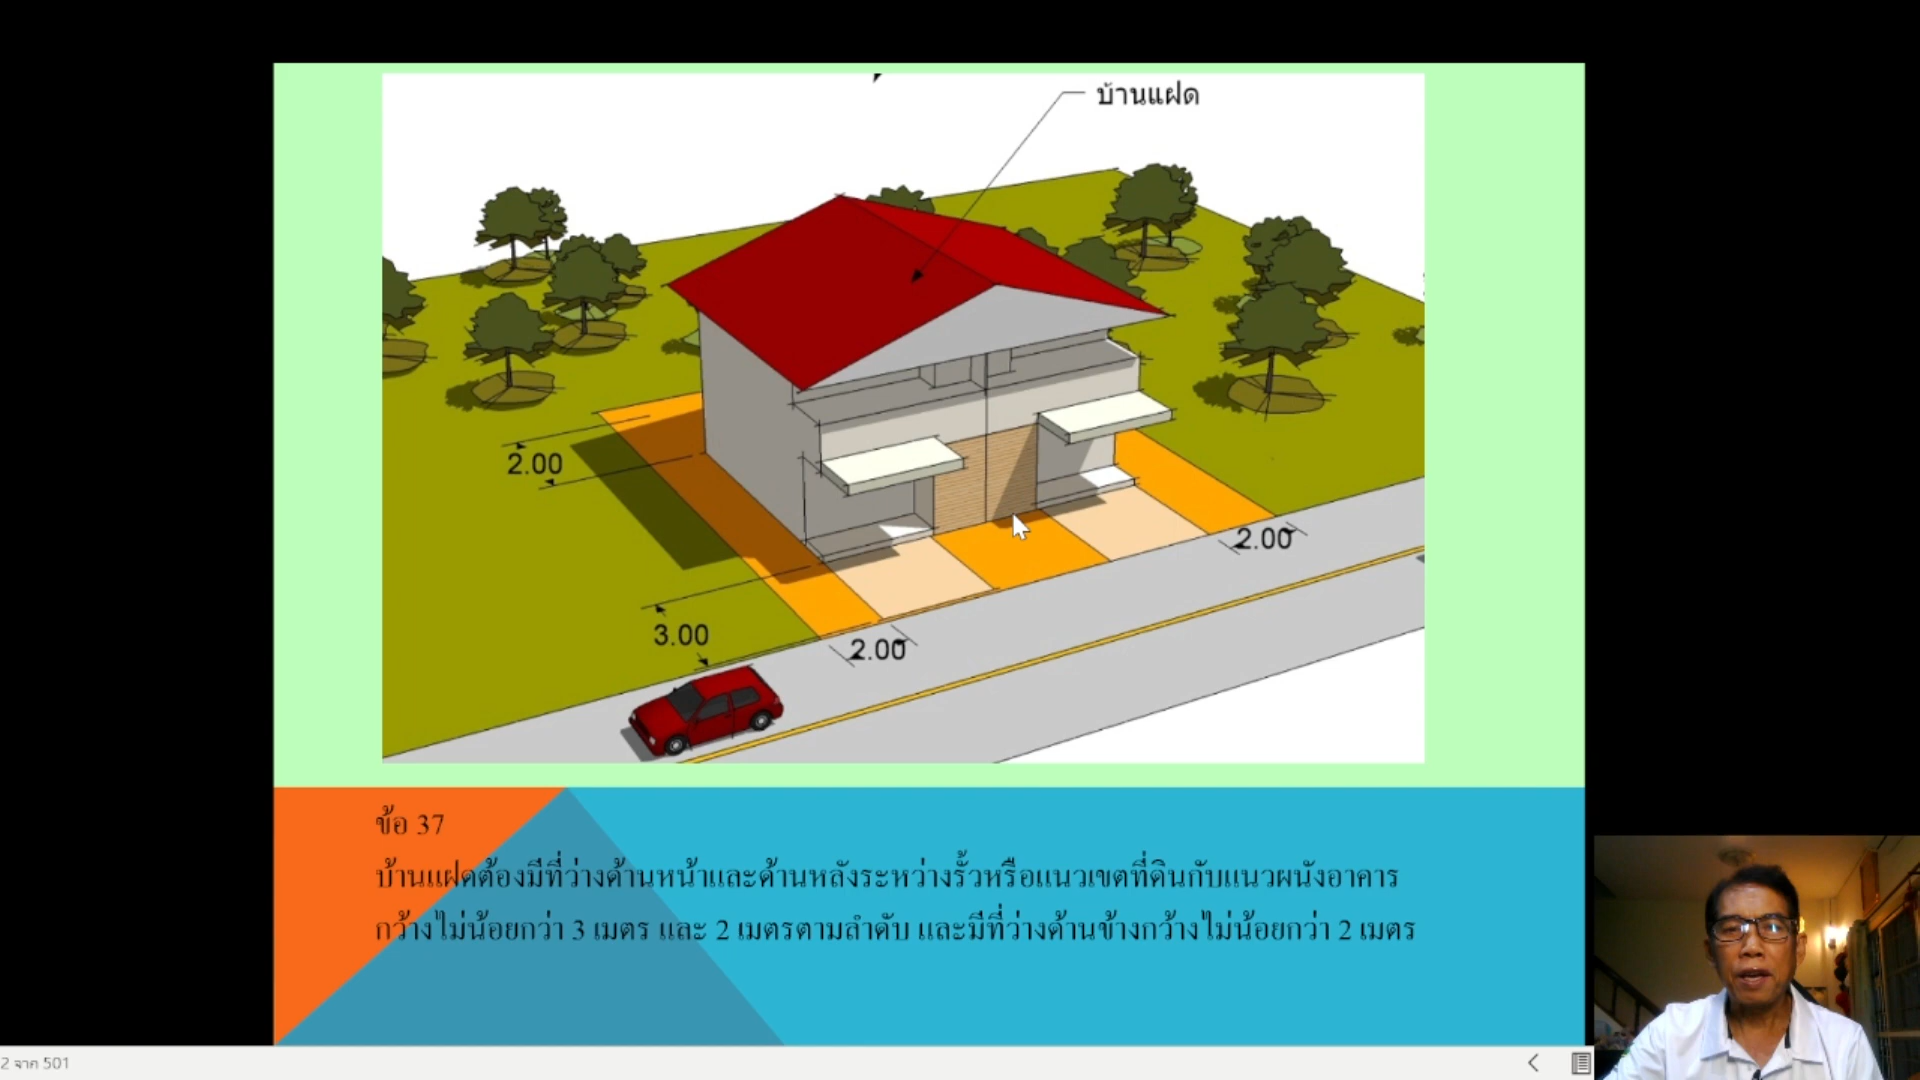 บ้านแฝด
2.00
2.00
3.00
2.00
ข้อ 37
บ้านแฝดต้องมีที่ว่างด้านหน้าและด้านหลังระหว่างรั้วหรือแนวเขตที่ดินกับแนวผนังอาคาร
กว้างไม่น้อยกว่า 3 เมตร และ 2 เมตรตามลำดับ และมีที่ว่างด้านข้างกว้างไม่น้อยกว่า 2 เมตร
2 จาก 501